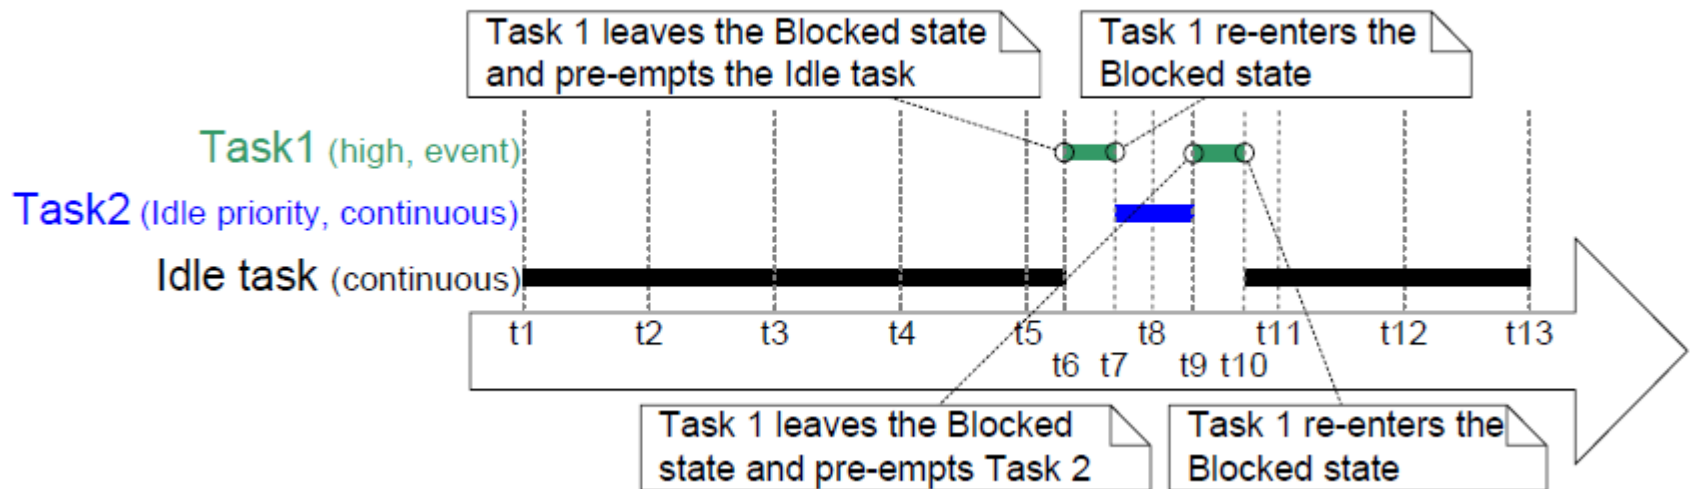 Task 1 leaves the Blocked state
and pre-empts the Idle task
Task 1 re-enters the
Blocked state
Task1 (high, event)
Task2 (Idle priority, continuous)
Idle task (continuous)
t1 t2 t3 t4 t5 t8 t11 t12 t13
t6 t7 t9 t10
Task 1 leaves the Blocked
state and pre-empts Task 2
Task 1 re-enters the
Blocked state